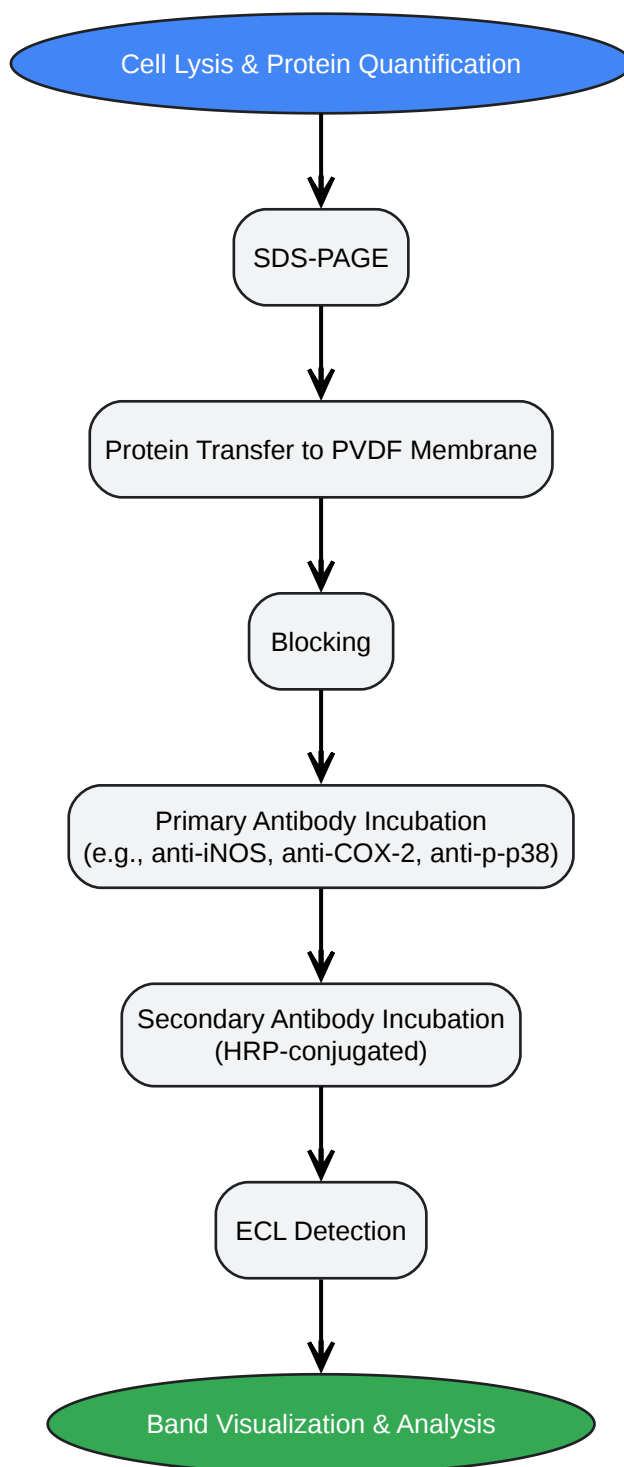 Cell Lysis & Protein Quantification
SDS-PAGE
Protein Transfer to PVDF Membrane
Blocking
Primary Antibody Incubation
(e.g., anti-iNOS, anti-COX-2, anti-p-p38)
Secondary Antibody Incubation
(HRP-conjugated)
ECL Detection
Band Visualization & Analysis